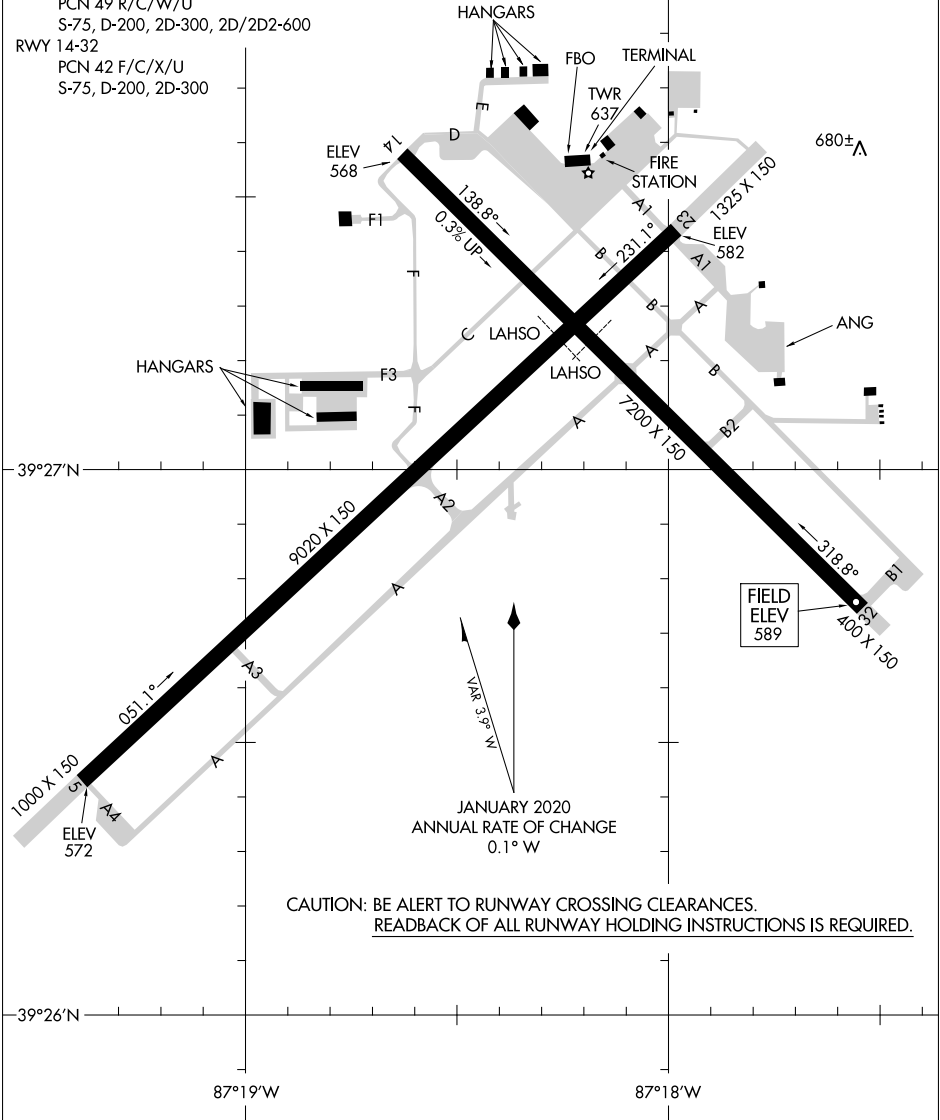 PCN 49 R/C/W/U
S-75, D-200, 2D-300, 2D/2D2-600
RWY 14-32
PCN 42 F/C/X/U
S-75, D-200, 2D-300
HANGARS
FBO
TERMINAL
TWR
637
E
D
14
ELEV
568
FIRE
STATION
680±
1325 X 150
138.8°
0.3% UP
F1
A1
23
231.1°
ELEV
582
A1
B
F
B
A
C
LAHSO
A
ANG
LAHSO
HANGARS
F3
B
F
7200 X 150
A
B2
39°27'N
A2
9020 X 150
318.8°
B1
A
FIELD
ELEV
589
32
400 X 150
A3
VAR 3.9° W
051.1°
A
1000 X 150
5
A4
ELEV
572
JANUARY 2020
ANNUAL RATE OF CHANGE
0.1° W
CAUTION: BE ALERT TO RUNWAY CROSSING CLEARANCES.
READBACK OF ALL RUNWAY HOLDING INSTRUCTIONS IS REQUIRED.
39°26'N
87°19'W
87°18'W